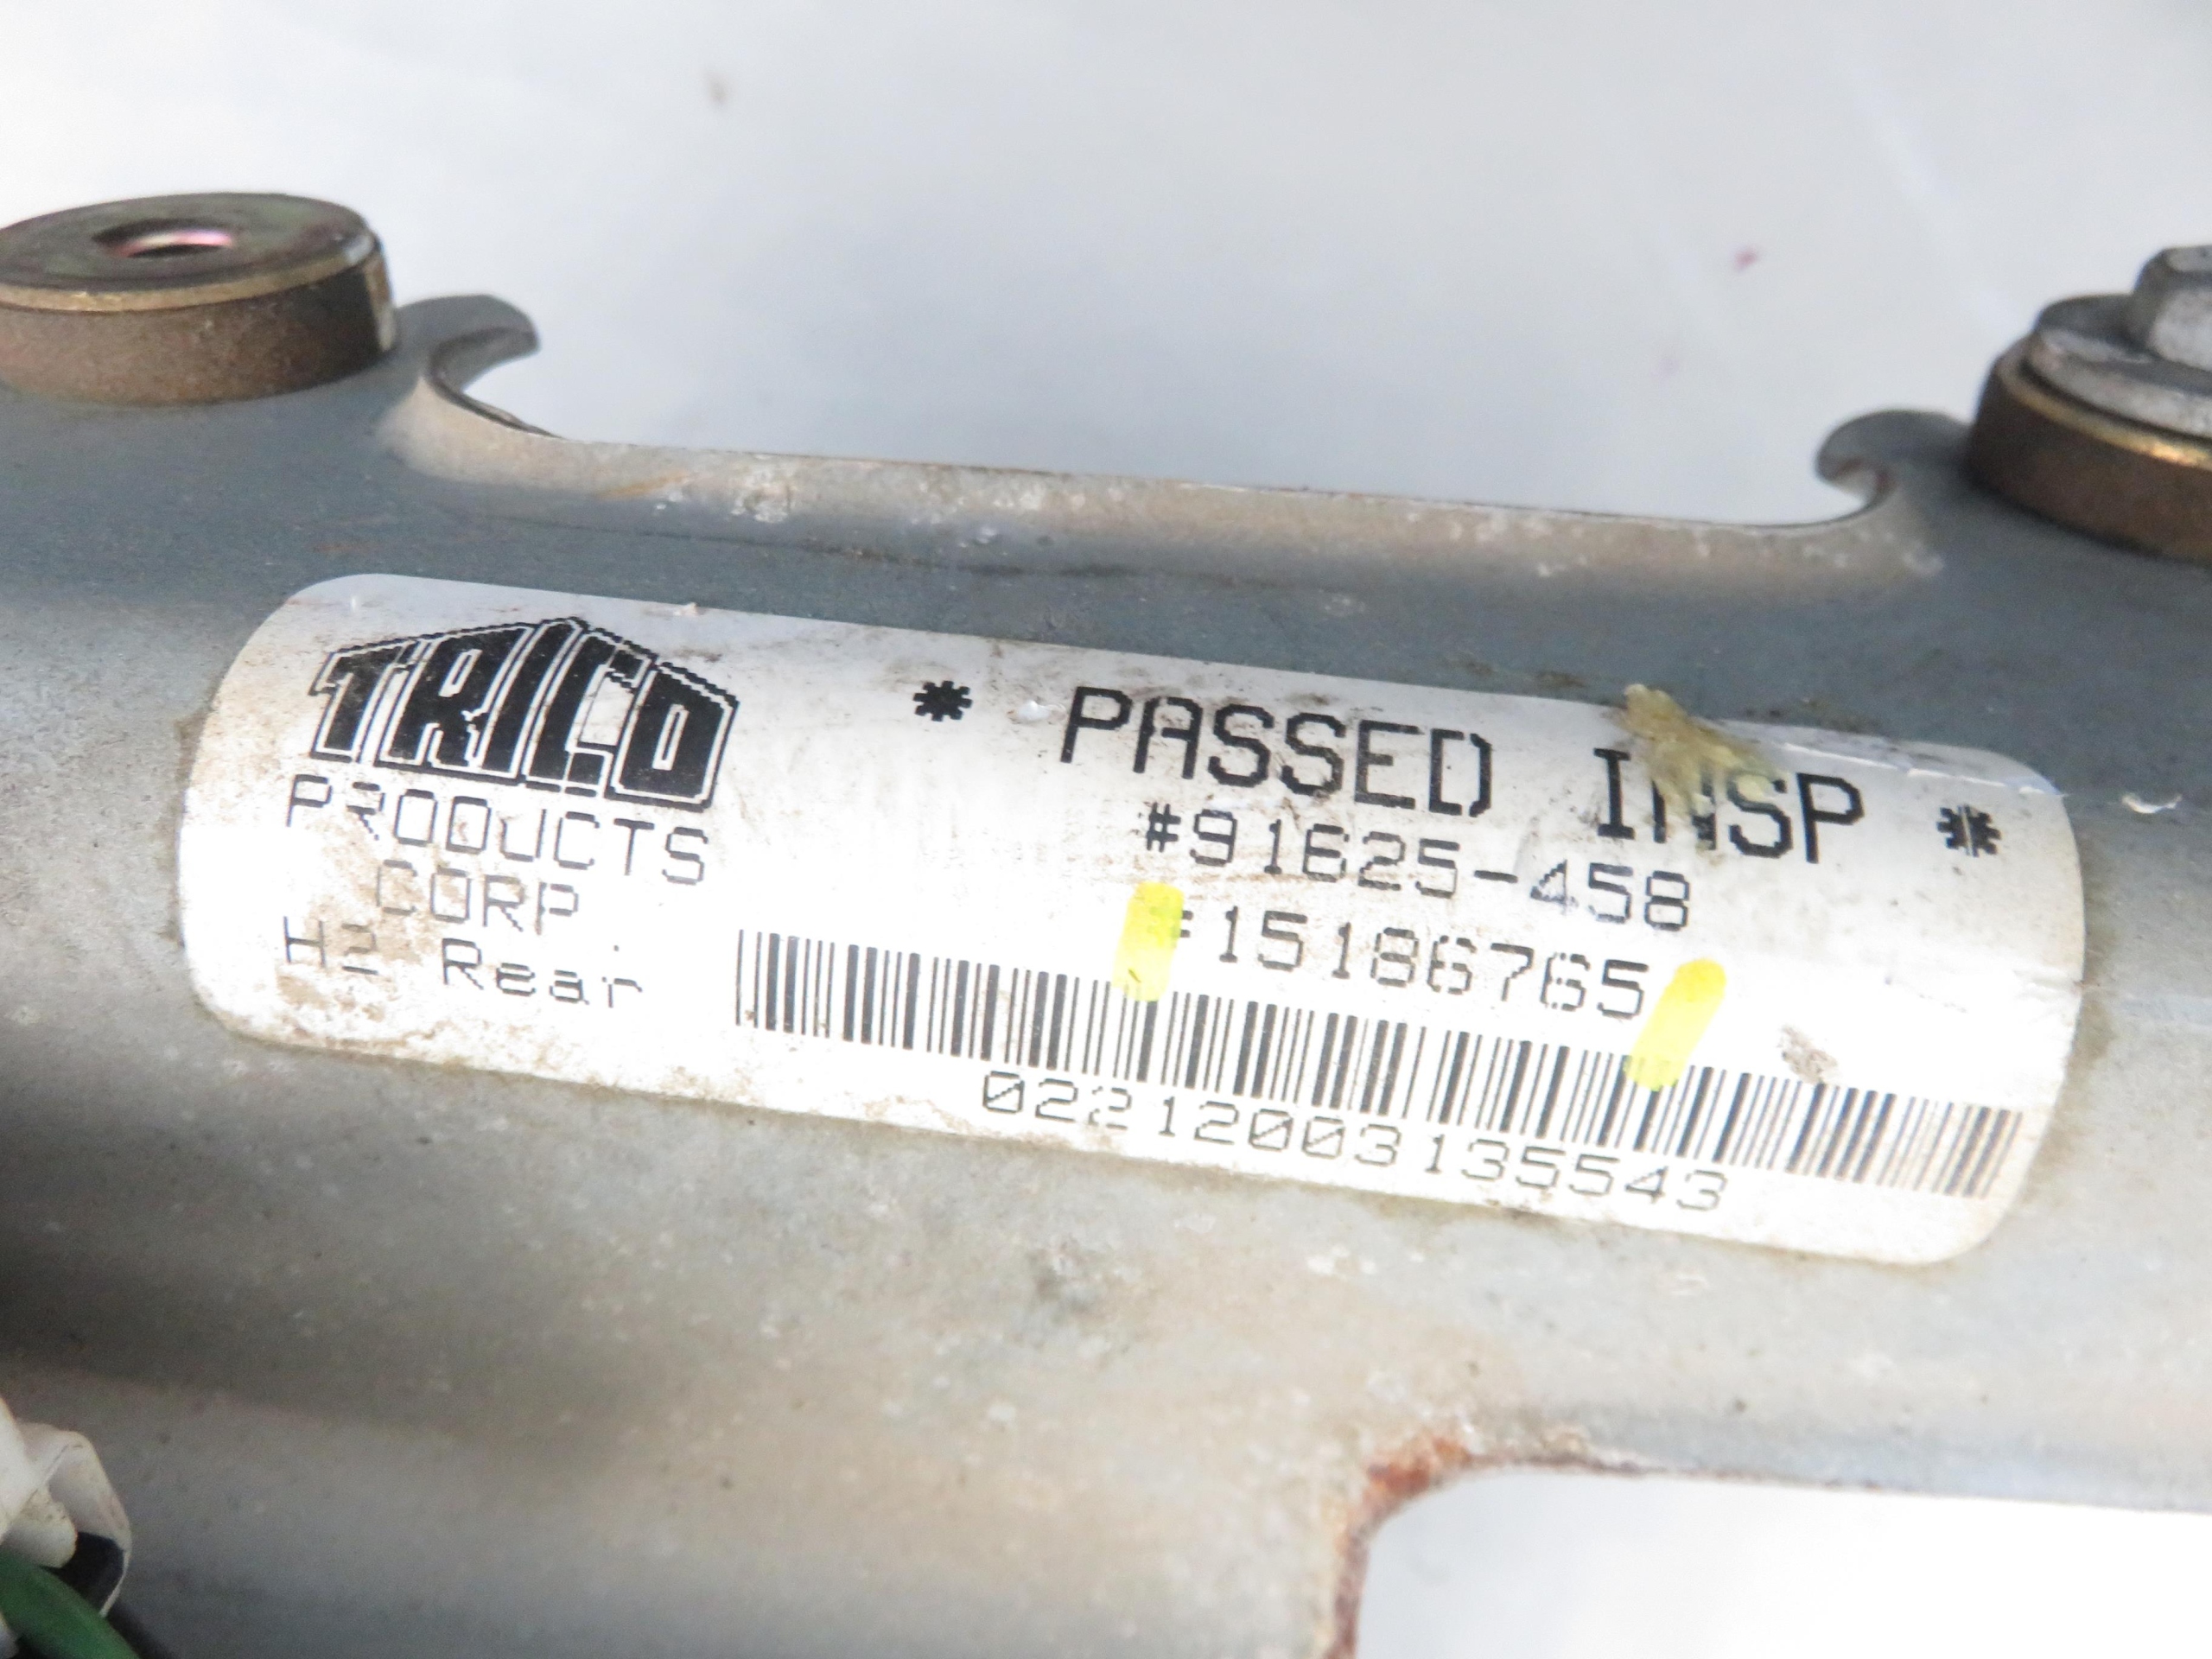 TRICO
PRODUCTS
CORP.
H2 Rear
* PASSED INSP *
#91625-458
#15186765
02212003135543